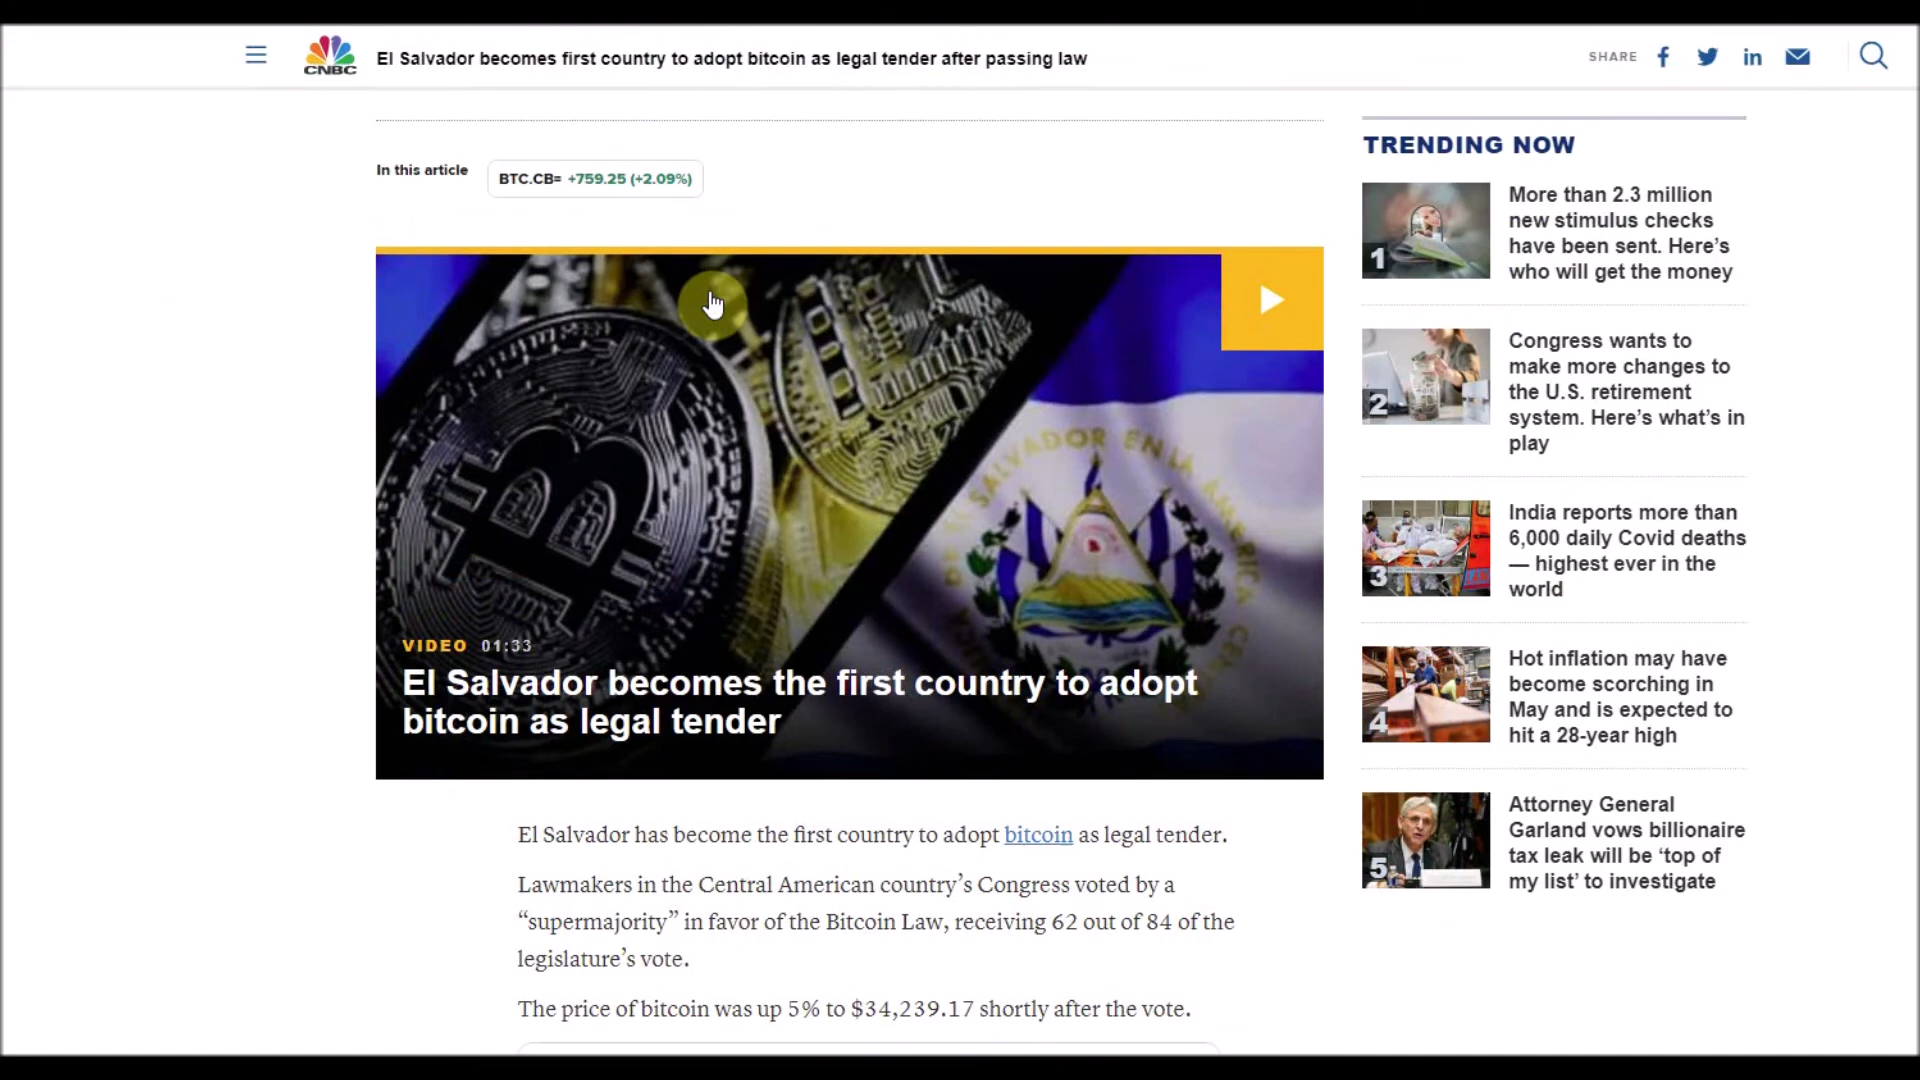 CNBC
El Salvador becomes first country to adopt bitcoin as legal tender after passing law
SHARE
In this article
BTC.CB= +759.25 (+2.09%)
EL SALVADOR EN LA AMERICA
VIDEO 01:33
El Salvador becomes the first country to adopt
bitcoin as legal tender
El Salvador has become the first country to adopt bitcoin as legal tender.
Lawmakers in the Central American country’s Congress voted by a
“supermajority” in favor of the Bitcoin Law, receiving 62 out of 84 of the
legislature’s vote.
The price of bitcoin was up 5% to $34,239.17 shortly after the vote.
TRENDING NOW
1
More than 2.3 million
new stimulus checks
have been sent. Here’s
who will get the money
2
Congress wants to
make more changes to
the U.S. retirement
system. Here’s what’s in
play
3
India reports more than
6,000 daily Covid deaths
— highest ever in the
world
4
Hot inflation may have
become scorching in
May and is expected to
hit a 28-year high
5
Attorney General
Garland vows billionaire
tax leak will be ‘top of
my list’ to investigate